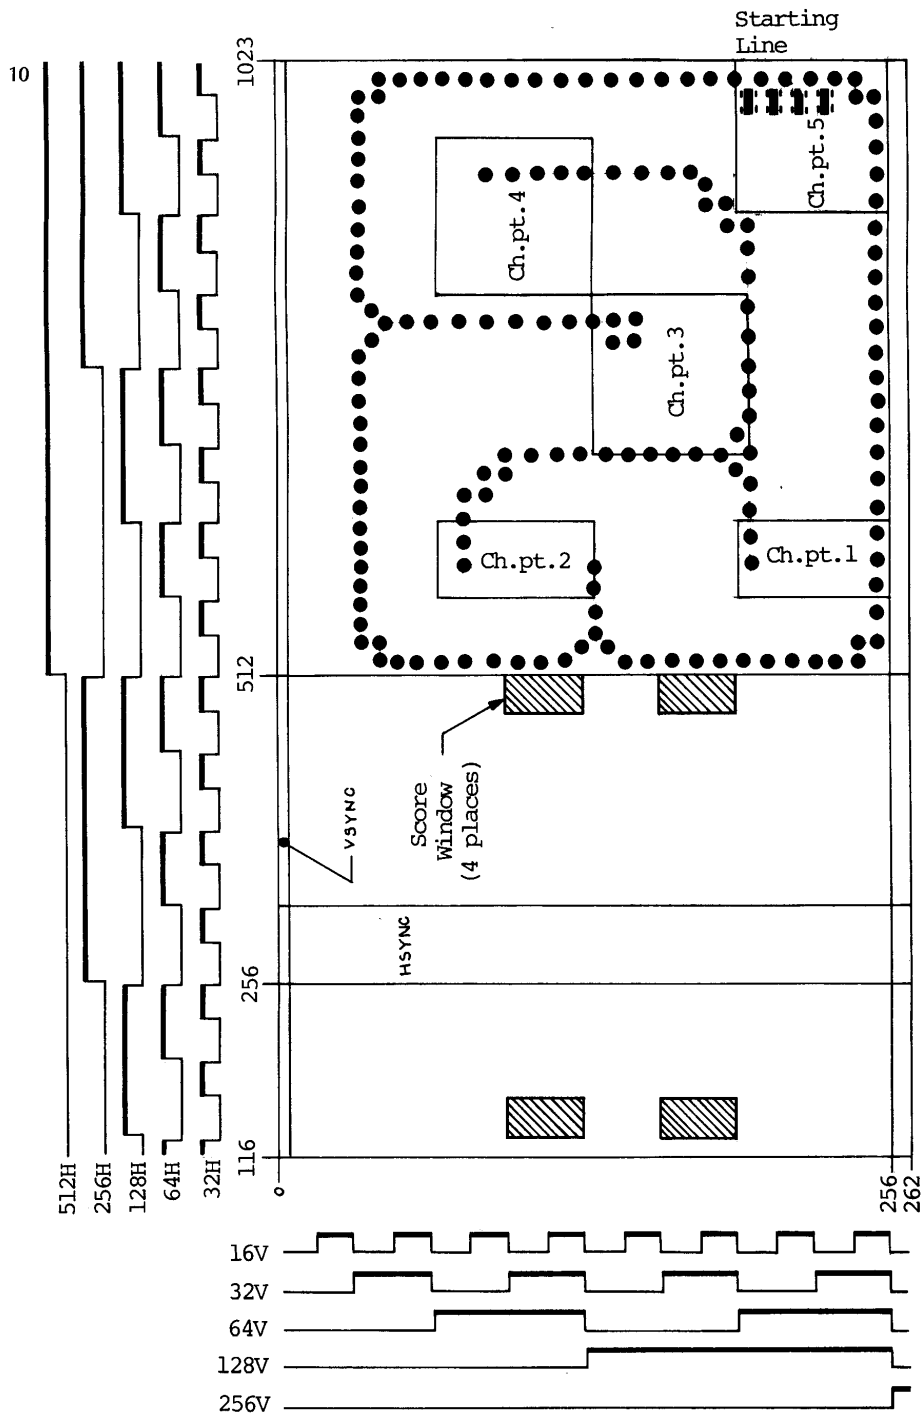 10
Starting
Line
1023
512
256
116
0
256
262
Ch.pt.5
Ch.pt.4
Ch.pt.3
Ch.pt.2
Ch.pt.1
Score
Window
(4 places)
VSYNC
HSYNC
512H
256H
128H
64H
32H
16V
32V
64V
128V
256V